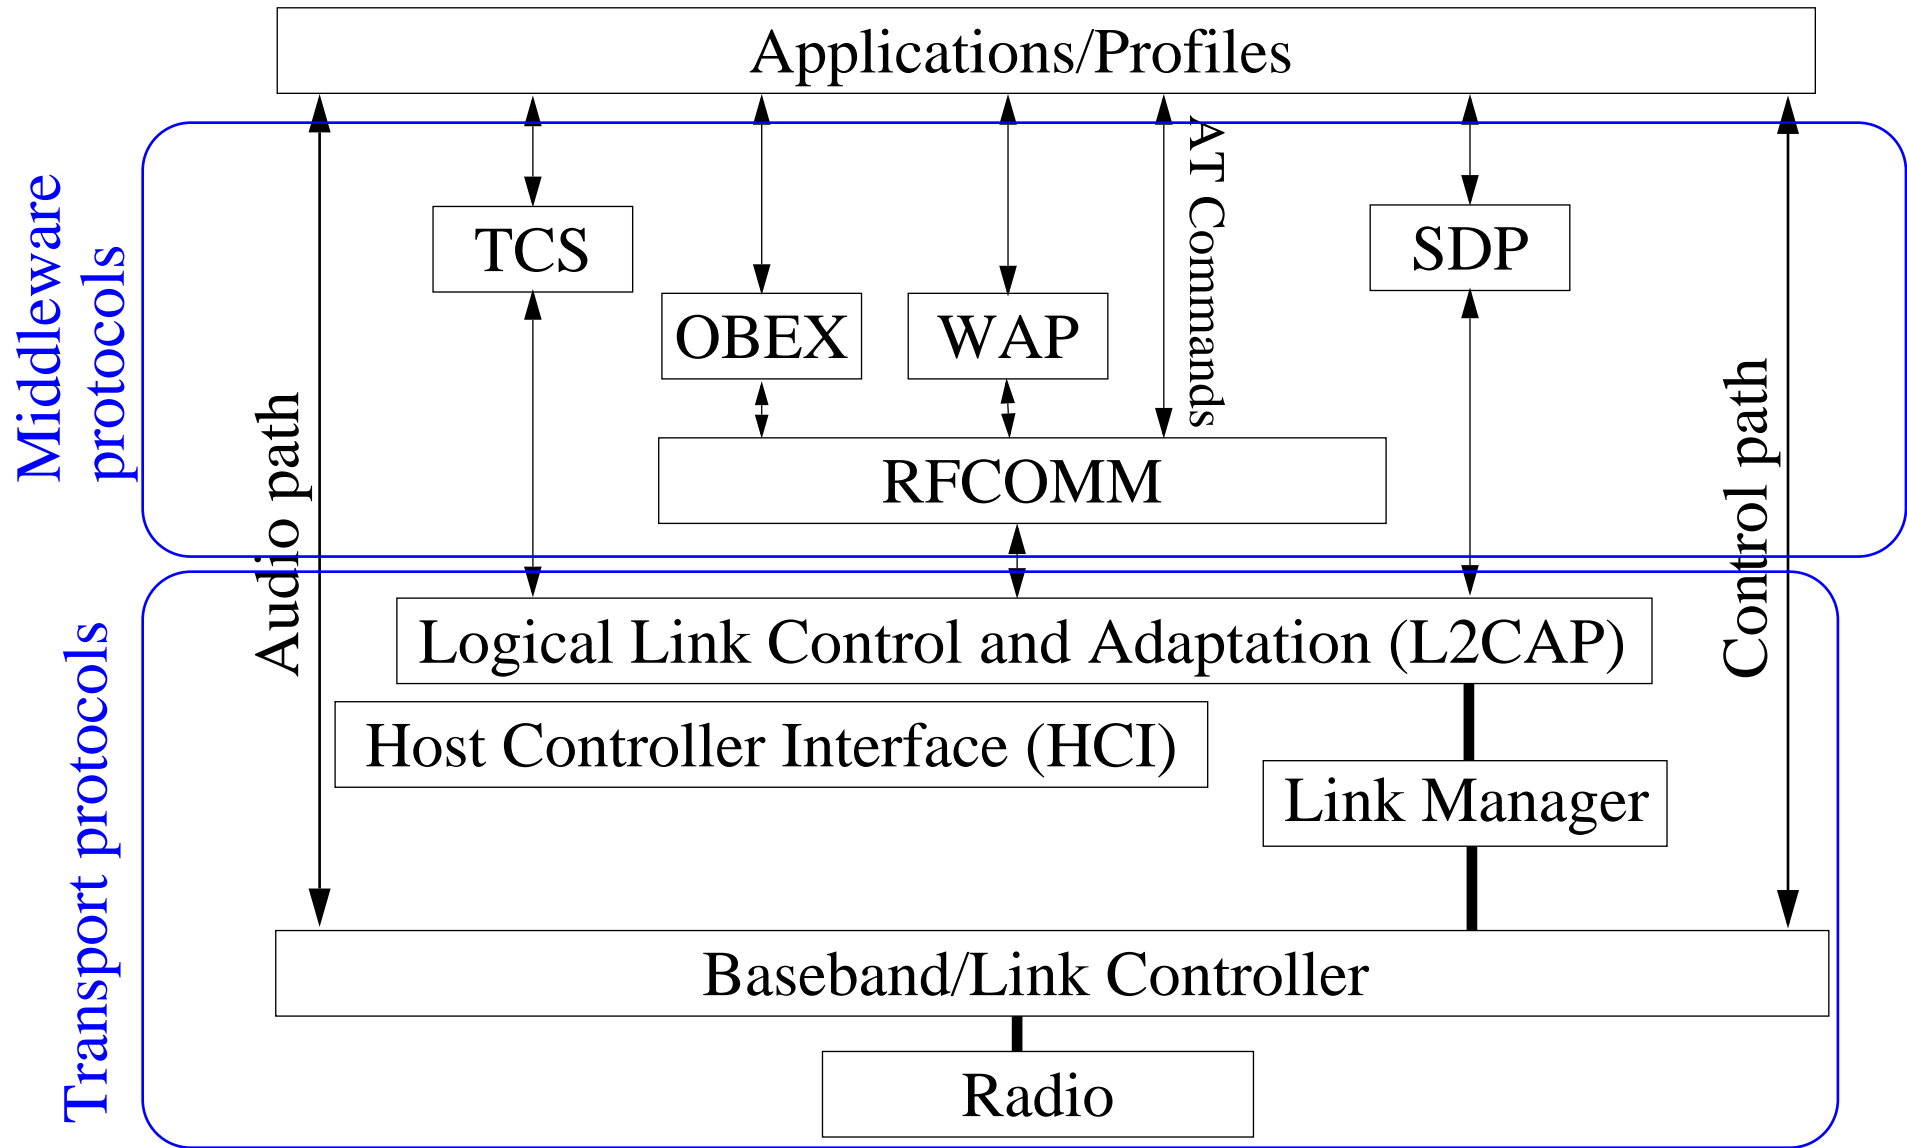 Applications/Profiles
Middleware
protocols
AT Commands
TCS
SDP
OBEX
WAP
Audio path
Control path
RFCOMM
Transport protocols
Logical Link Control and Adaptation (L2CAP)
Host Controller Interface (HCI)
Link Manager
Baseband/Link Controller
Radio